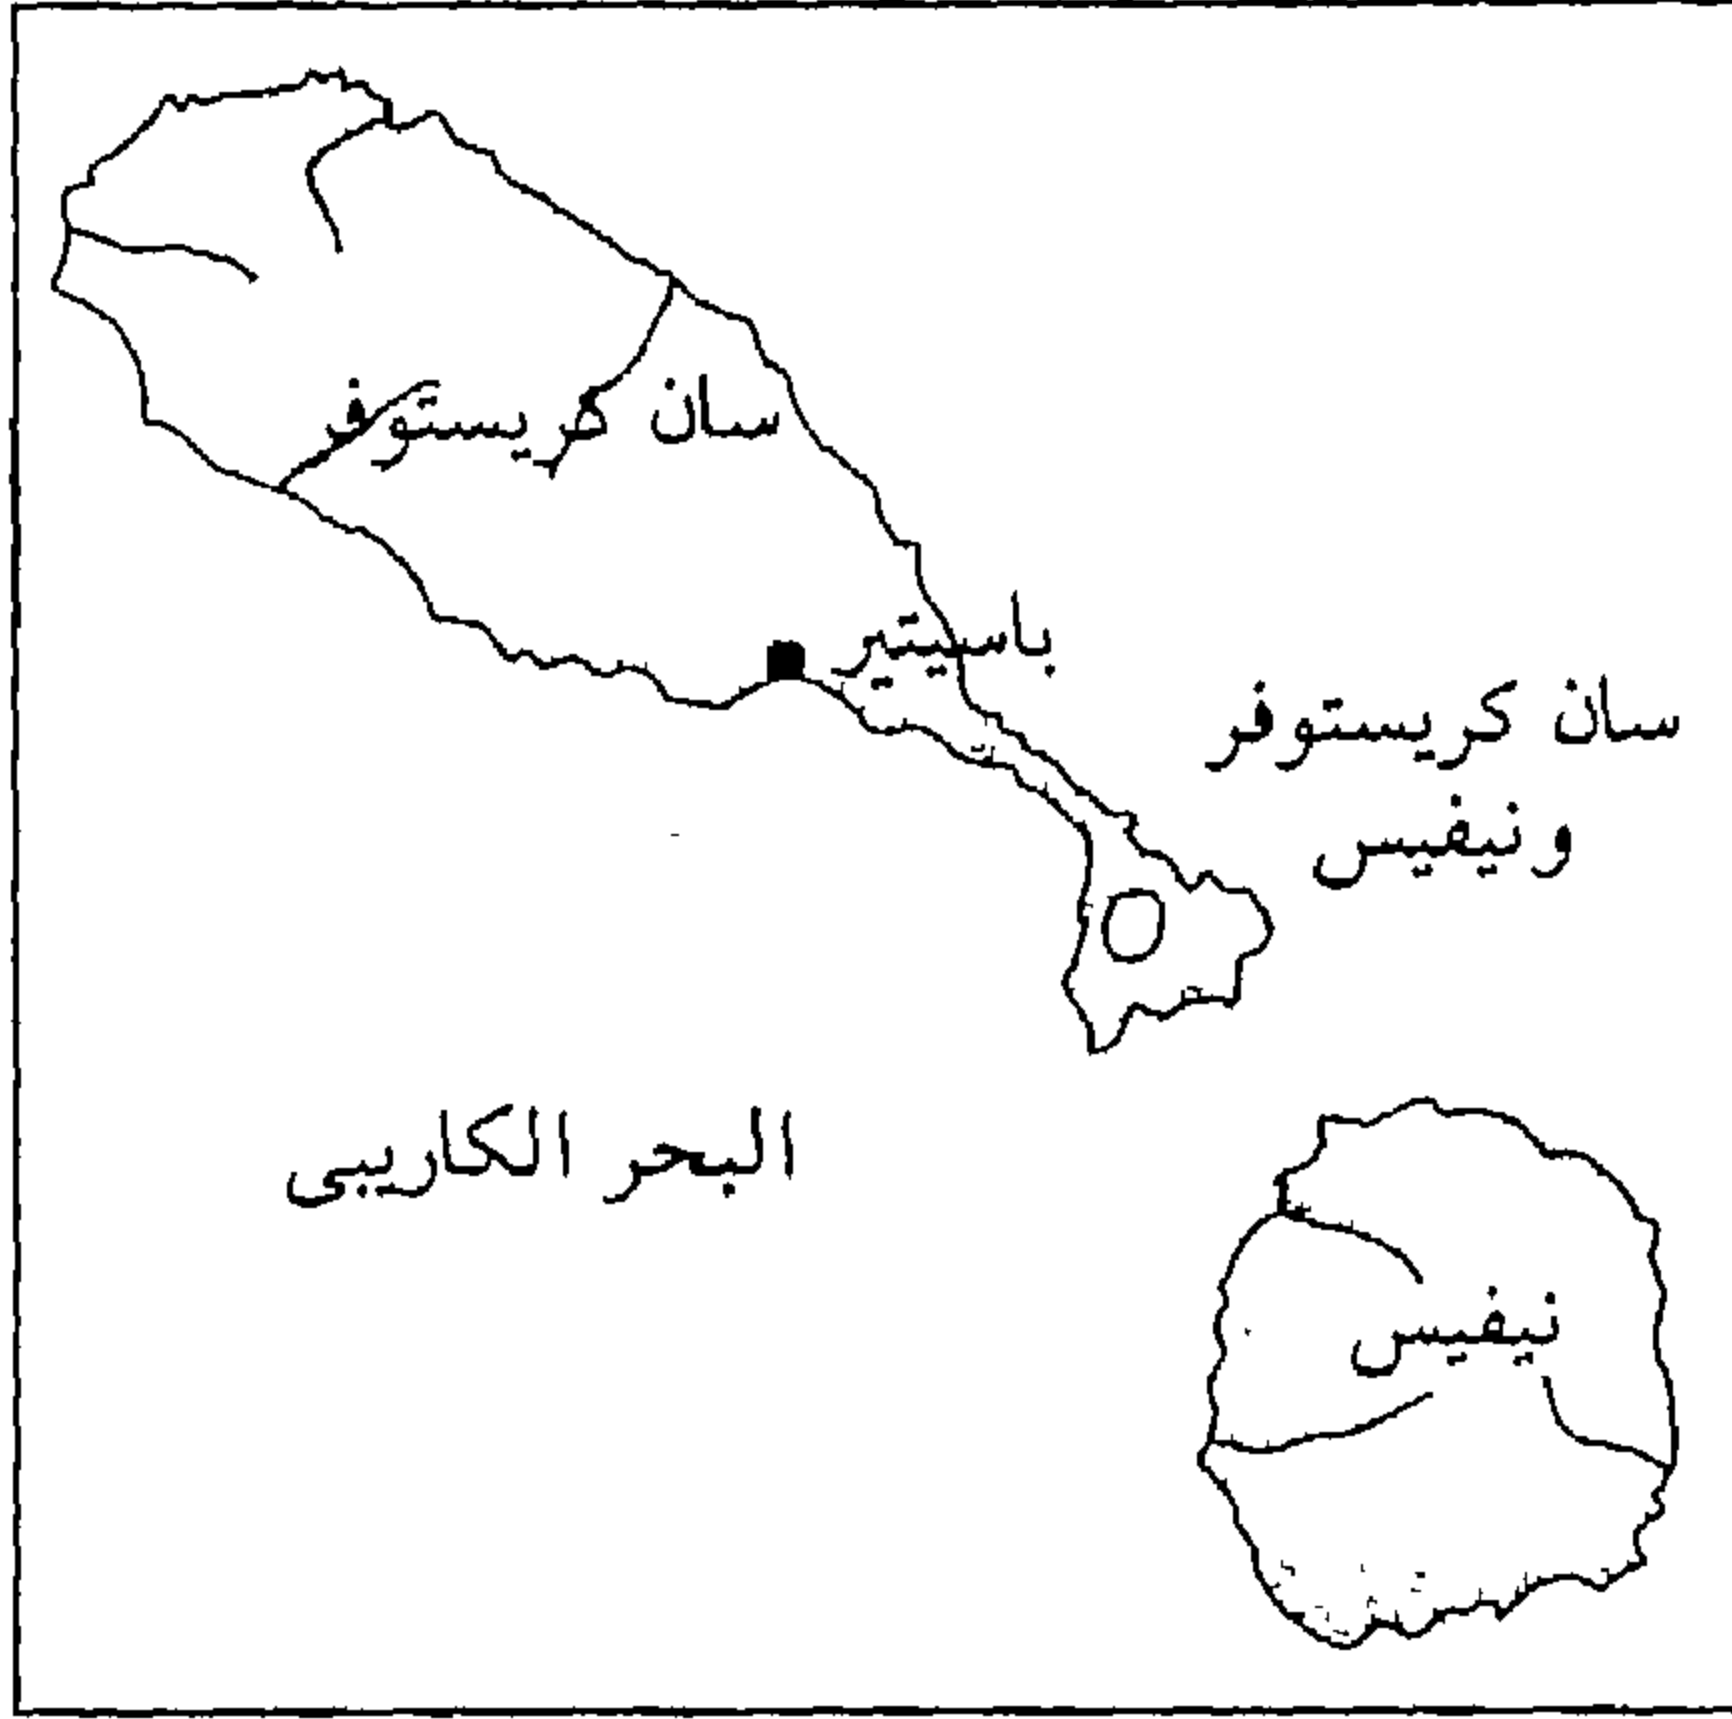 سان كريستوفر
باسيتير
سان كريستوفر
ونيفيس
البحر الكاريبى
نيفيس